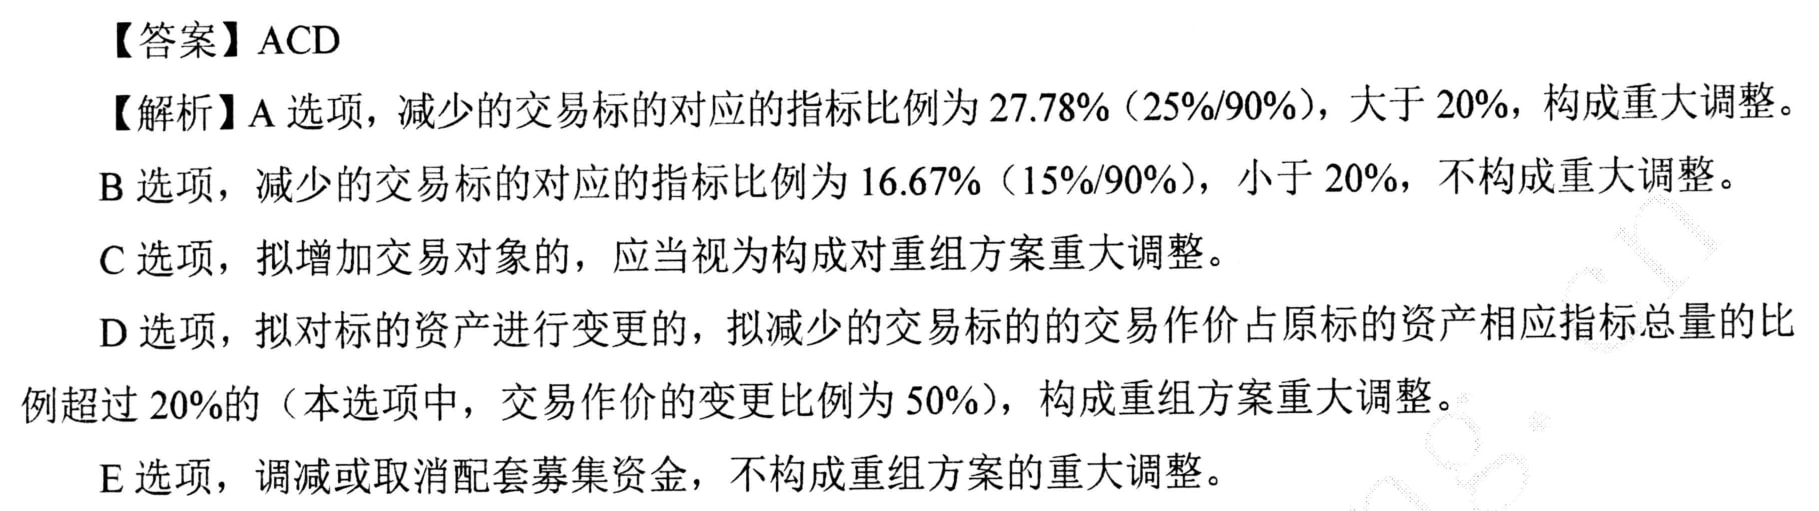 【答案】ACD
【解析】A 选项，减少的交易标的对应的指标比例为 27.78%（25%/90%），大于 20%，构成重大调整。
B 选项，减少的交易标的对应的指标比例为 16.67%（15%/90%），小于 20%，不构成重大调整。
C 选项，拟增加交易对象的，应当视为构成对重组方案重大调整。
D 选项，拟对标的资产进行变更的，拟减少的交易标的的交易作价占原标的资产相应指标总量的比
例超过 20%的（本选项中，交易作价的变更比例为 50%），构成重组方案重大调整。
E 选项，调减或取消配套募集资金，不构成重组方案的重大调整。